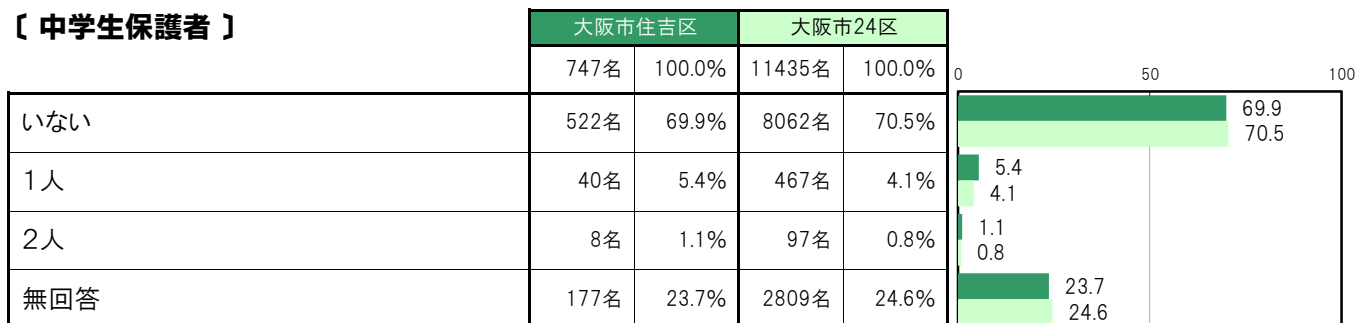 〔 中学生保護者 〕
大阪市住吉区 大阪市24区
747名 100.0% 11435名 100.0%
0 50 100
いない 522名 69.9% 8062名 70.5%
69.9
70.5
1人 40名 5.4% 467名 4.1%
5.4
4.1
2人 8名 1.1% 97名 0.8%
1.1
0.8
無回答 177名 23.7% 2809名 24.6%
23.7
24.6